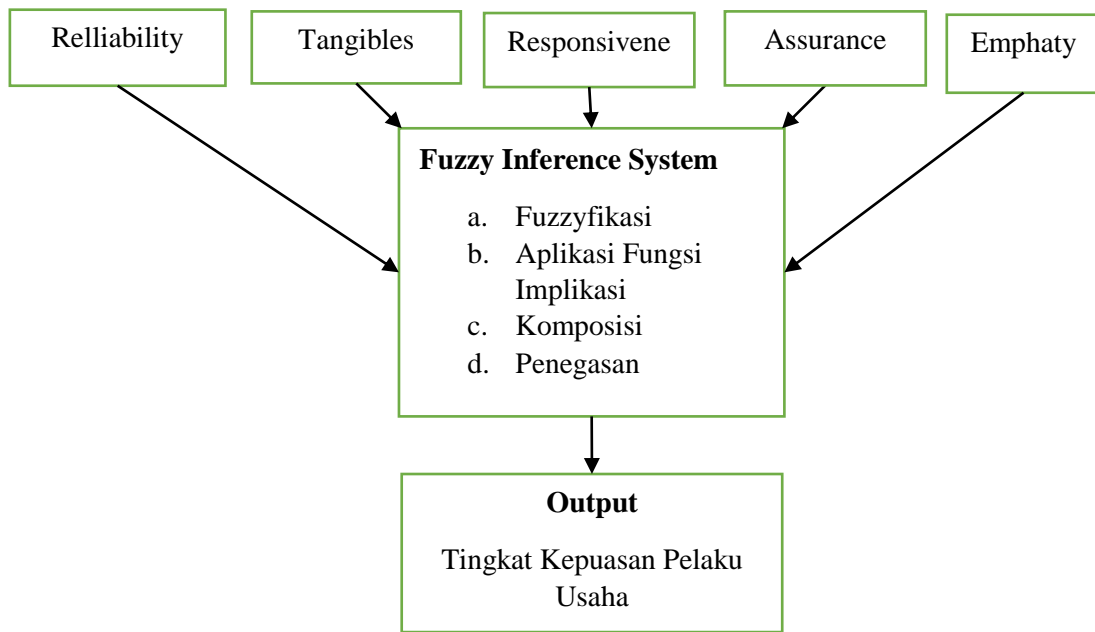 Relliability
Tangibles
Responsivene
Assurance
Emphaty
Fuzzy Inference System
a. Fuzzyfikasi
b. Aplikasi Fungsi
Implikasi
c. Komposisi
d. Penegasan
Output
Tingkat Kepuasan Pelaku
Usaha